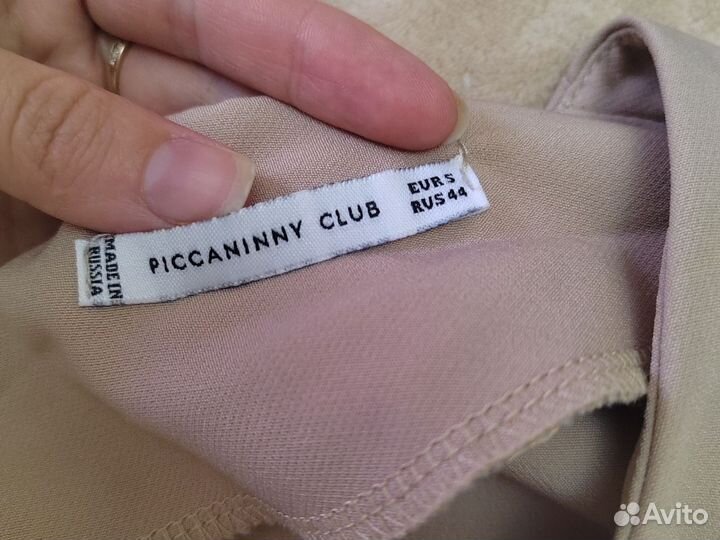 MADE IN
RUSSIA
PICCANINNY CLUB
EUR S
RUS 44
Avito